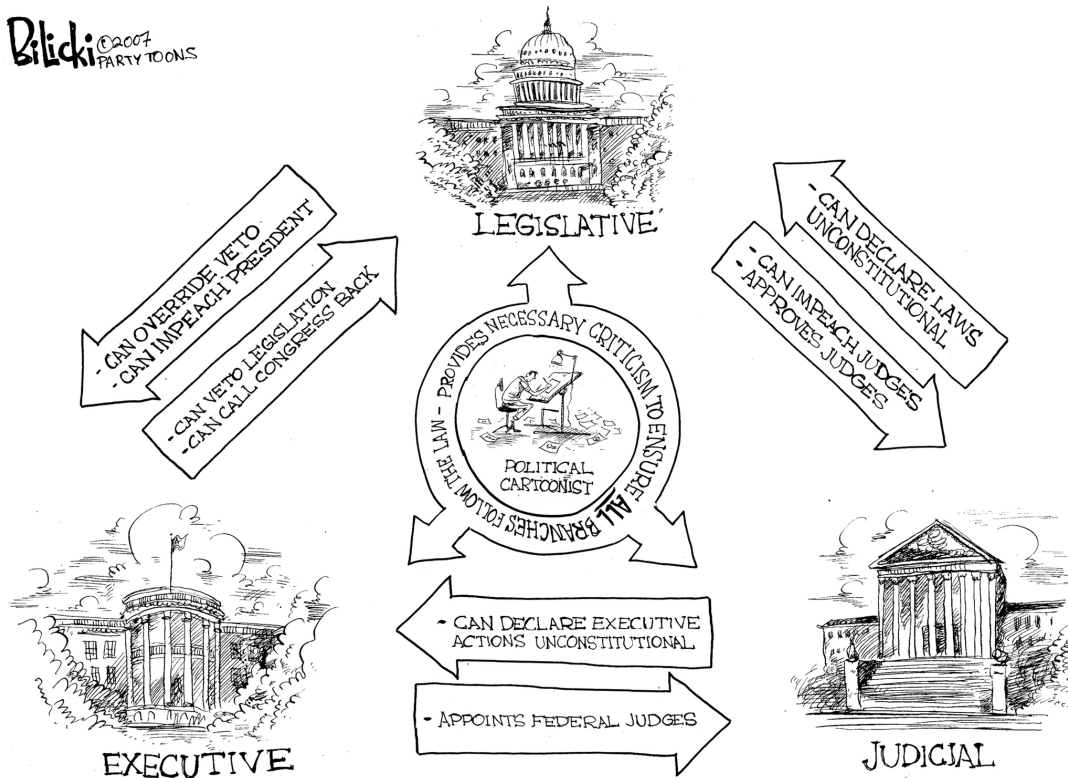 Bilicki ©2007
PARTY TOONS
LEGISLATIVE
- CAN OVERRIDE VETO
- CAN IMPEACH PRESIDENT
- CAN VETO LEGISLATION
- CAN CALL CONGRESS BACK
- CAN DECLARE LAWS
UNCONSTITUTIONAL
- CAN IMPEACH JUDGES
- APPROVES JUDGES
PROVIDES NECESSARY CRITICISM TO ENSURE ALL BRANCHES FOLLOW THE LAW -
POLITICAL
CARTOONIST
- CAN DECLARE EXECUTIVE
ACTIONS UNCONSTITUTIONAL
- APPOINTS FEDERAL JUDGES
EXECUTIVE
JUDICIAL